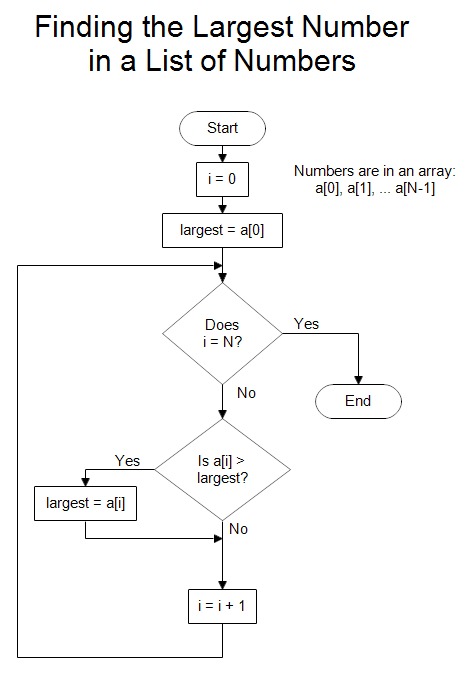 Finding the Largest Number
in a List of Numbers
Start
i = 0
Numbers are in an array:
a[0], a[1], ... a[N-1]
largest = a[0]
Does
i = N?
Yes
No
End
Is a[i] >
largest?
Yes
largest = a[i]
No
i = i + 1